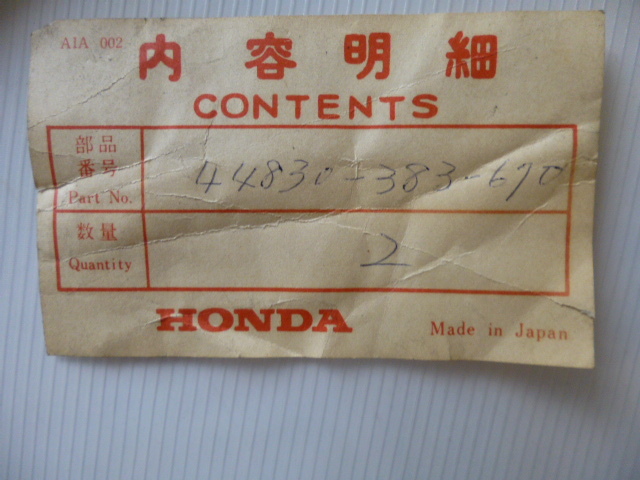 A1A 002
内容明細
CONTENTS
部品
番号
Part No.
44830-383-670
数量
Quantity
2
HONDA
Made in Japan